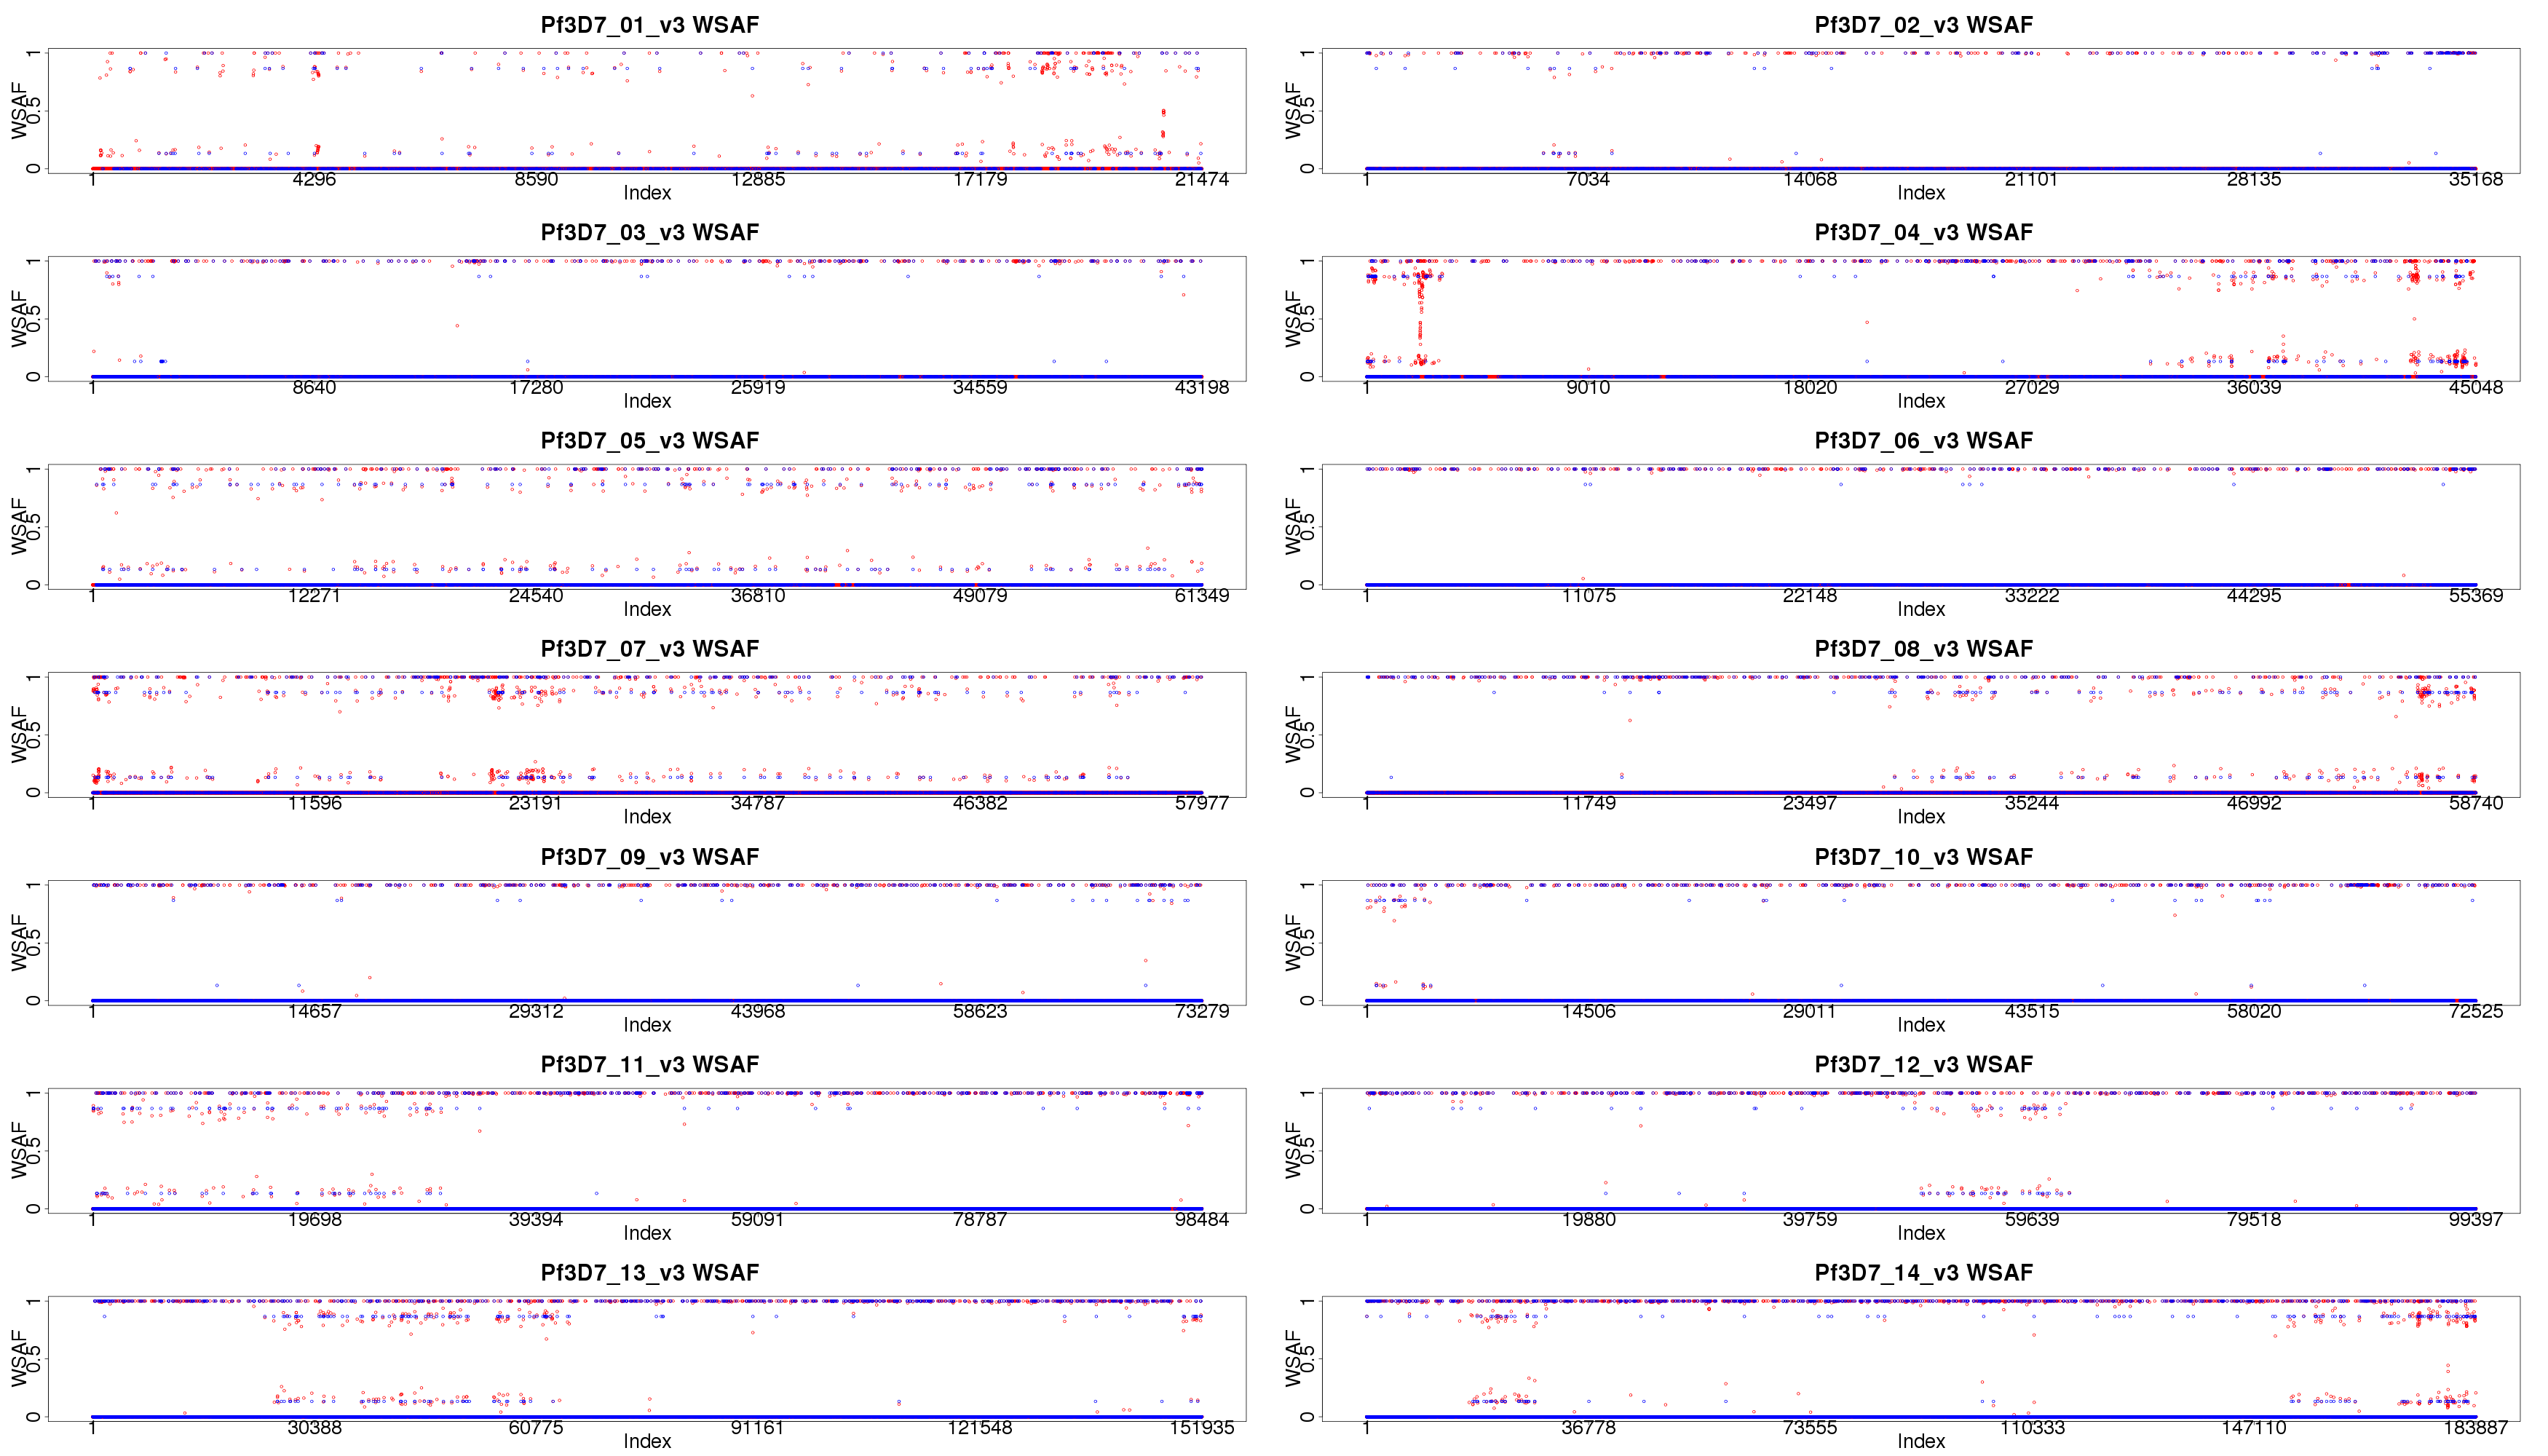 Pf3D7_01_v3 WSAF
WSAF
0 0.5 1
1 4296 8590 12885 17179 21474
Index
Pf3D7_02_v3 WSAF
WSAF
0 0.5 1
1 7034 14068 21101 28135 35168
Index
Pf3D7_03_v3 WSAF
WSAF
0 0.5 1
1 8640 17280 25919 34559 43198
Index
Pf3D7_04_v3 WSAF
WSAF
0 0.5 1
1 9010 18020 27029 36039 45048
Index
Pf3D7_05_v3 WSAF
WSAF
0 0.5 1
1 12271 24540 36810 49079 61349
Index
Pf3D7_06_v3 WSAF
WSAF
0 0.5 1
1 11075 22148 33222 44295 55369
Index
Pf3D7_07_v3 WSAF
WSAF
0 0.5 1
1 11596 23191 34787 46382 57977
Index
Pf3D7_08_v3 WSAF
WSAF
0 0.5 1
1 11749 23497 35244 46992 58740
Index
Pf3D7_09_v3 WSAF
WSAF
0 0.5 1
1 14657 29312 43968 58623 73279
Index
Pf3D7_10_v3 WSAF
WSAF
0 0.5 1
1 14506 29011 43515 58020 72525
Index
Pf3D7_11_v3 WSAF
WSAF
0 0.5 1
1 19698 39394 59091 78787 98484
Index
Pf3D7_12_v3 WSAF
WSAF
0 0.5 1
1 19880 39759 59639 79518 99397
Index
Pf3D7_13_v3 WSAF
WSAF
0 0.5 1
1 30388 60775 91161 121548 151935
Index
Pf3D7_14_v3 WSAF
WSAF
0 0.5 1
1 36778 73555 110333 147110 183887
Index